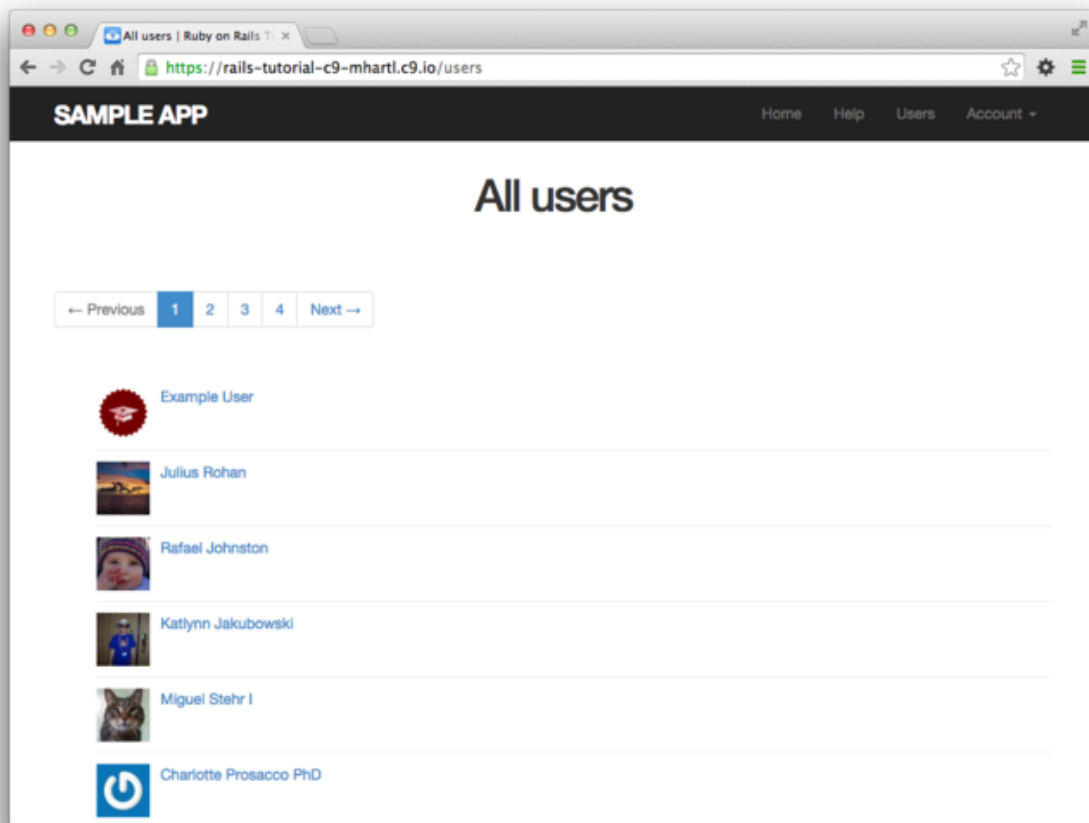 All users | Ruby on Rails T
https://rails-tutorial-c9-mhartl.c9.io/users
SAMPLE APP Home Help Users Account
All users
← Previous 1 2 3 4 Next →
Example User
Julius Rohan
Rafael Johnston
Katlynn Jakubowski
Miguel Stehr I
Charlotte Prosacco PhD